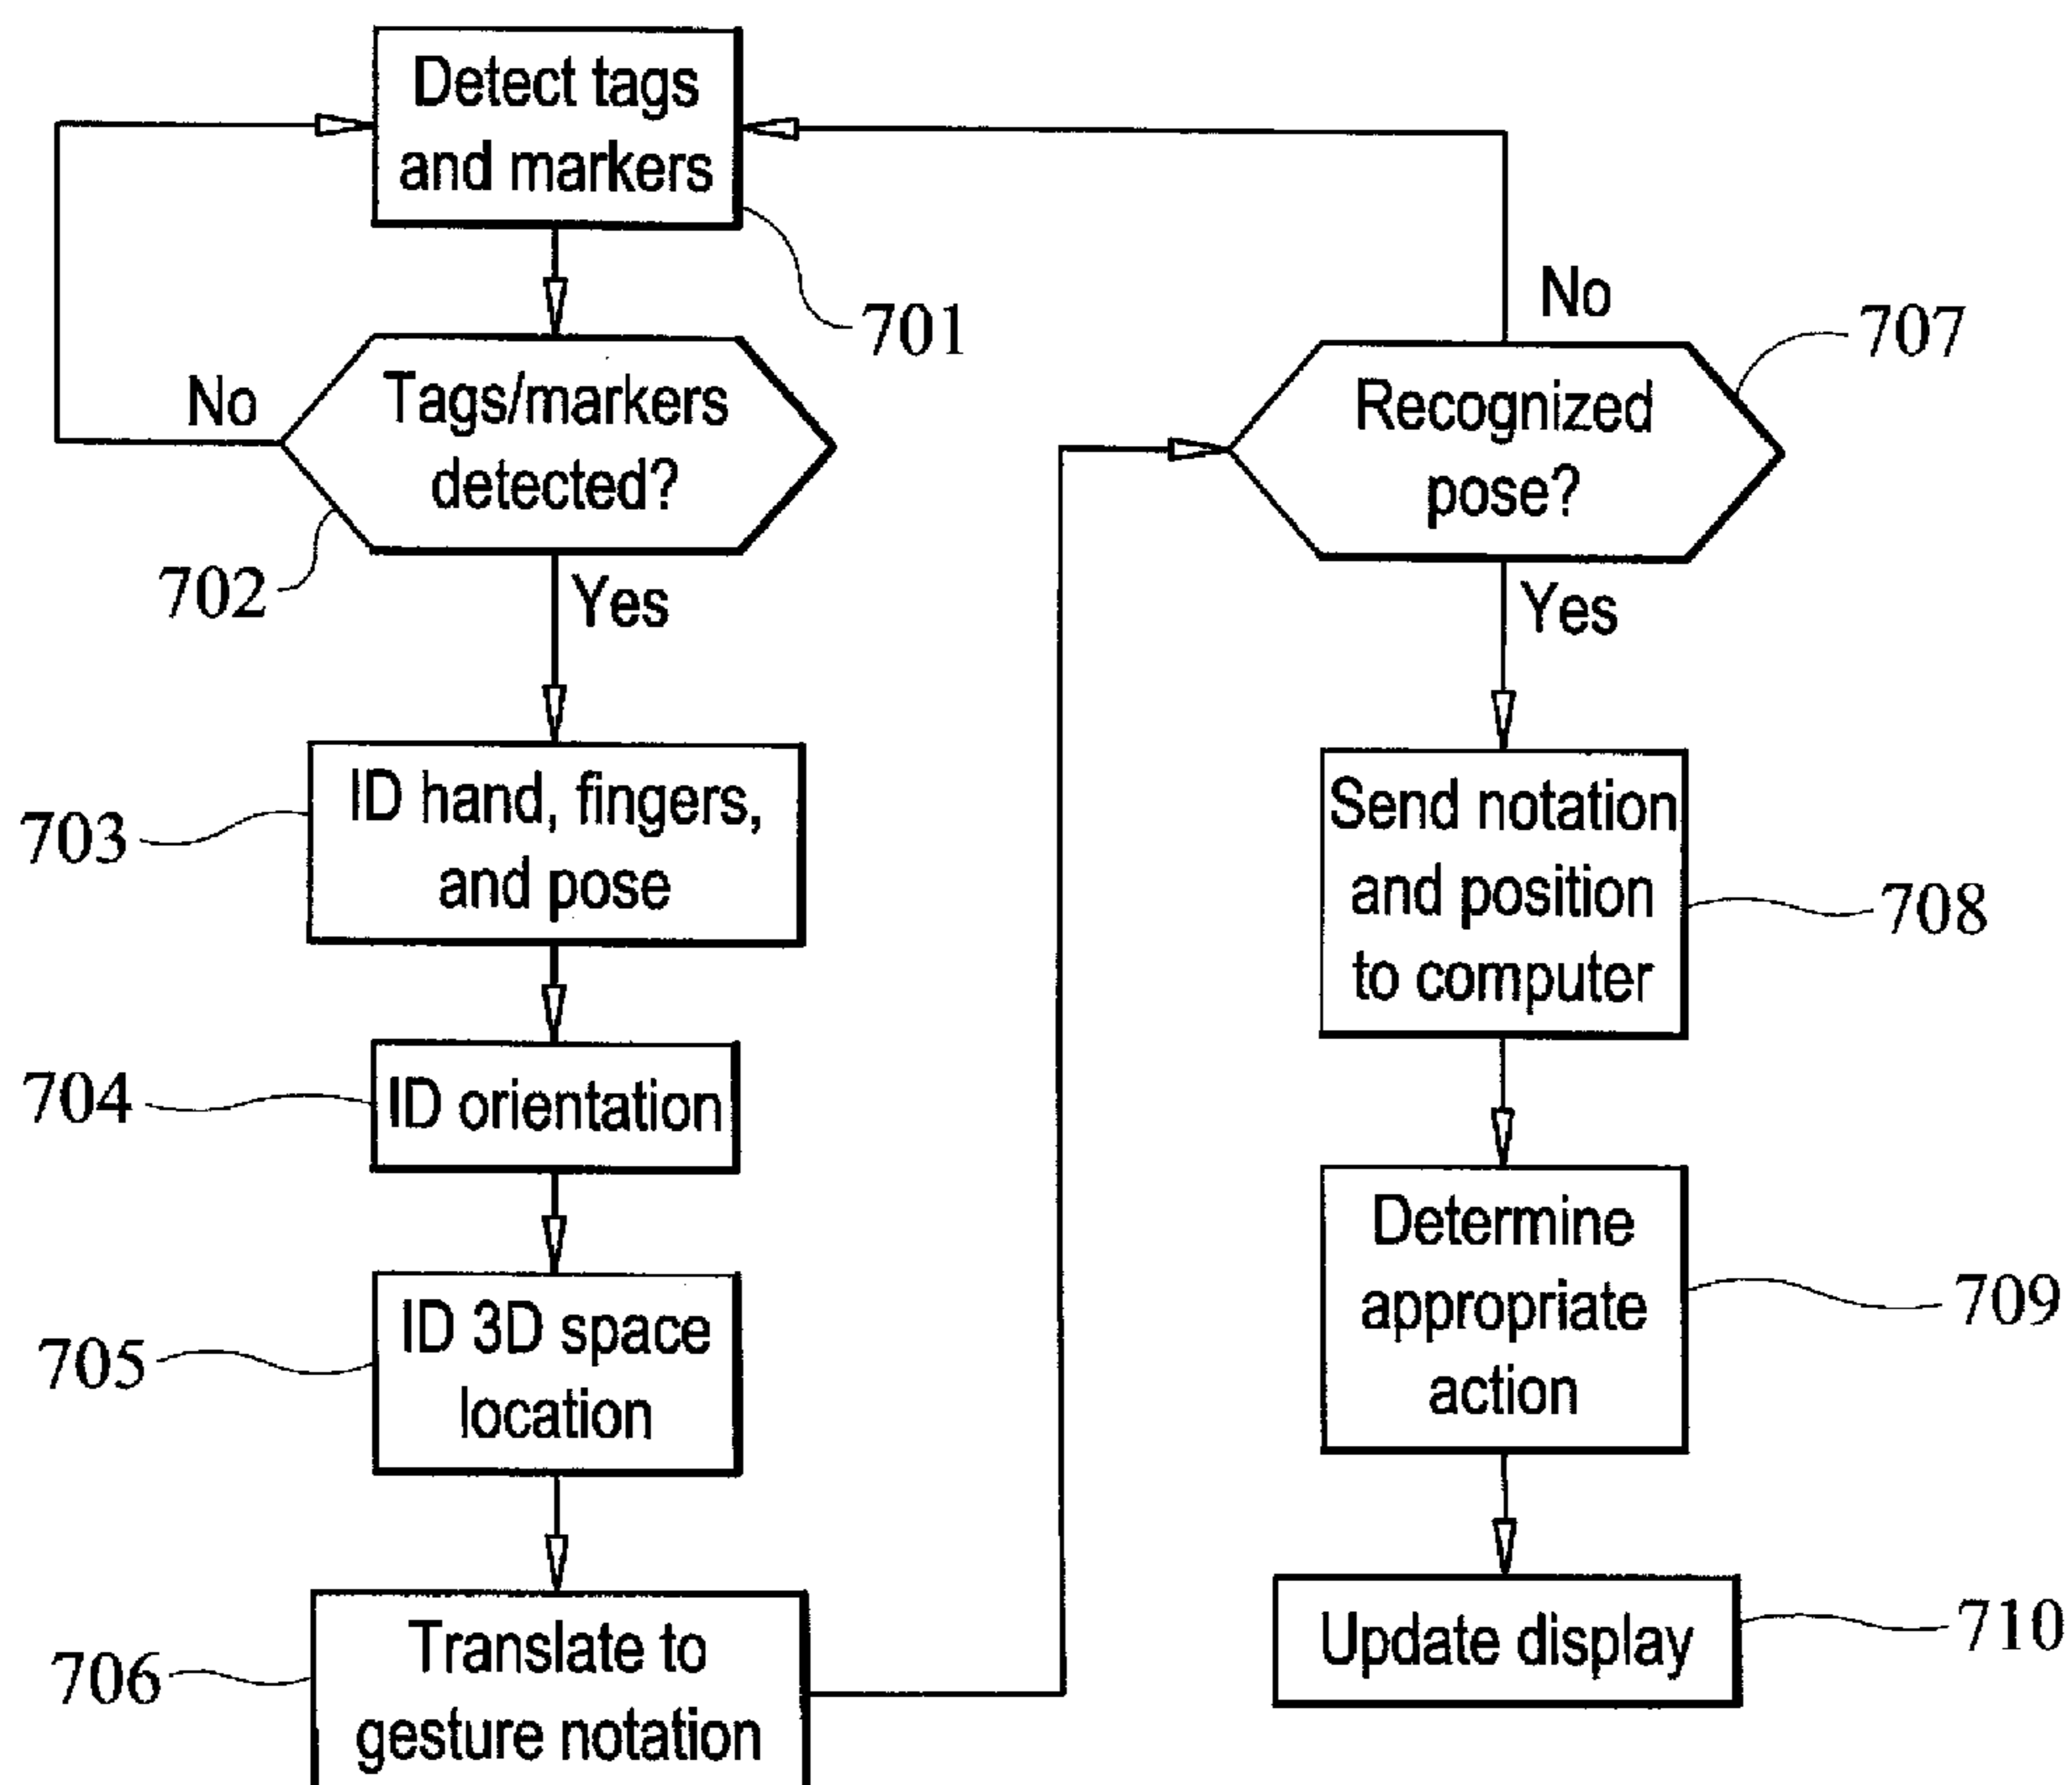 Detect tags
and markers
701
No
Tags/markers
detected?
702
Yes
703
ID hand, fingers,
and pose
704
ID orientation
705
ID 3D space
location
706
Translate to
gesture notation
No
707
Recognized
pose?
Yes
Send notation
and position
to computer
708
Determine
appropriate
action
709
Update display
710